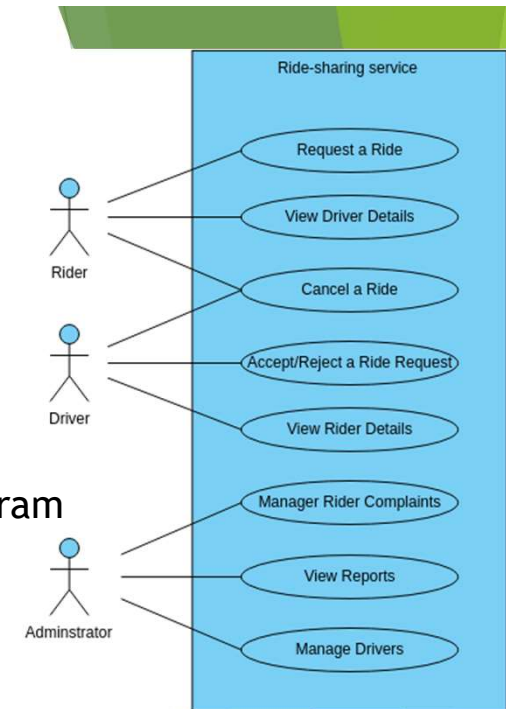 Ride-sharing service
Request a Ride
View Driver Details
Rider
Cancel a Ride
Accept/Reject a Ride Request
Driver
View Rider Details
ram
Manager Rider Complaints
View Reports
Adminstrator
Manage Drivers